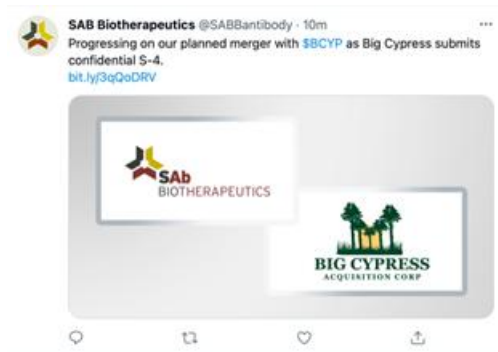 SAB Biotherapeutics @SABBantibody · 10m
Progressing on our planned merger with $BCYP as Big Cypress submits
confidential S-4.
bit.ly/3qQoDRV
SAb
BIOTHERAPEUTICS
BIG CYPRESS
ACQUISITION CORP